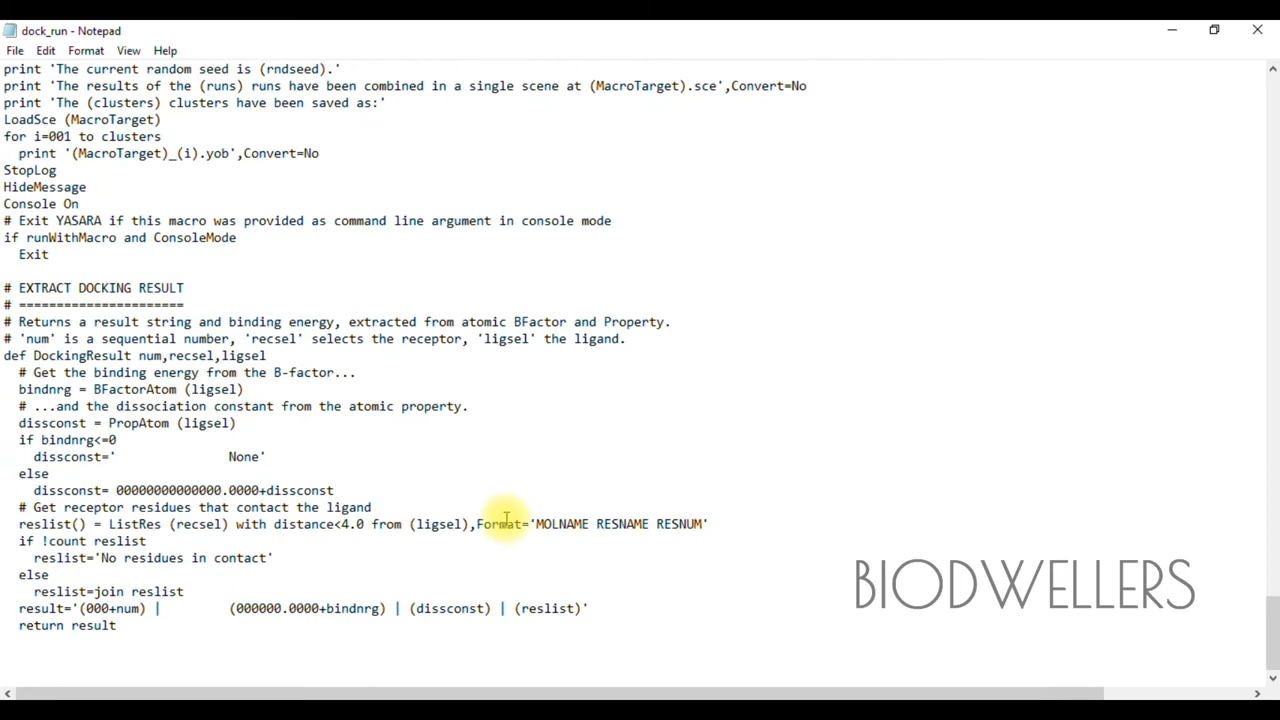 dock_run - Notepad
File Edit Format View Help
print 'The current random seed is (rndseed).'
print 'The results of the (runs) runs have been combined in a single scene at (MacroTarget).sce',Convert=No
print 'The (clusters) clusters have been saved as:'
LoadSce (MacroTarget)
for i=001 to clusters
  print '(MacroTarget)_(i).yob',Convert=No
StopLog
HideMessage
Console On
# Exit YASARA if this macro was provided as command line argument in console mode
if runWithMacro and ConsoleMode
  Exit
# EXTRACT DOCKING RESULT
# ======================
# Returns a result string and binding energy, extracted from atomic BFactor and Property.
# 'num' is a sequential number, 'recsel' selects the receptor, 'ligsel' the ligand.
def DockingResult num,recsel,ligsel
  # Get the binding energy from the B-factor...
  bindnrg = BFactorAtom (ligsel)
  # ...and the dissociation constant from the atomic property.
  dissconst = PropAtom (ligsel)
  if bindnrg<=0
    dissconst='               None'
  else
    dissconst= 00000000000000.0000+dissconst
  # Get receptor residues that contact the ligand
  reslist() = ListRes (recsel) with distance<4.0 from (ligsel),Format='MOLNAME RESNAME RESNUM'
  if !count reslist
    reslist='No residues in contact'
  else
    reslist=join reslist
  result='(000+num) |         (000000.0000+bindnrg) | (dissconst) | (reslist)'
  return result
BIODWELLERS